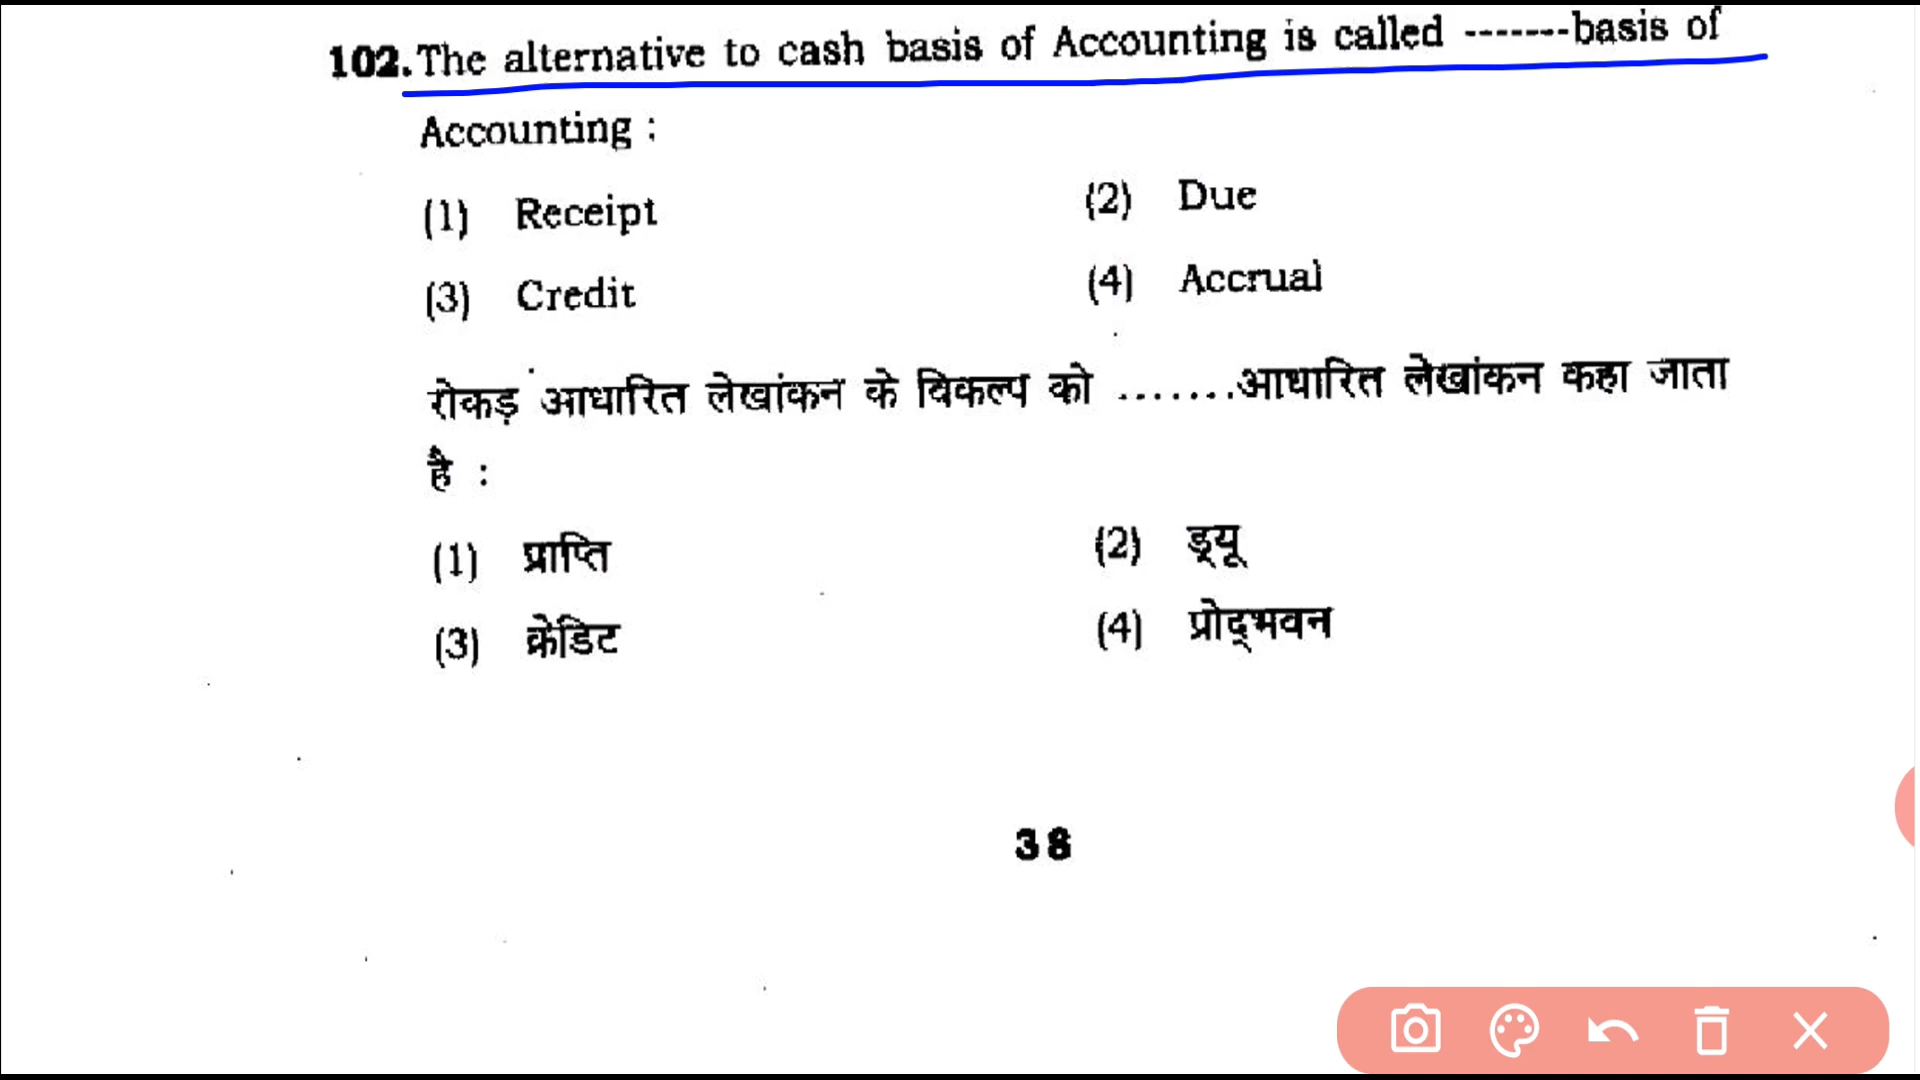 102. The alternative to cash basis of Accounting is called -------basis of
Accounting :
(1) Receipt (2) Due
(3) Credit (4) Accrual
रोकड़ आधारित लेखांकन के विकल्प को .......आधारित लेखांकन कहा जाता
है :
(1) प्राप्ति (2) ड्यू
(3) क्रेडिट (4) प्रोद्‌भवन
38